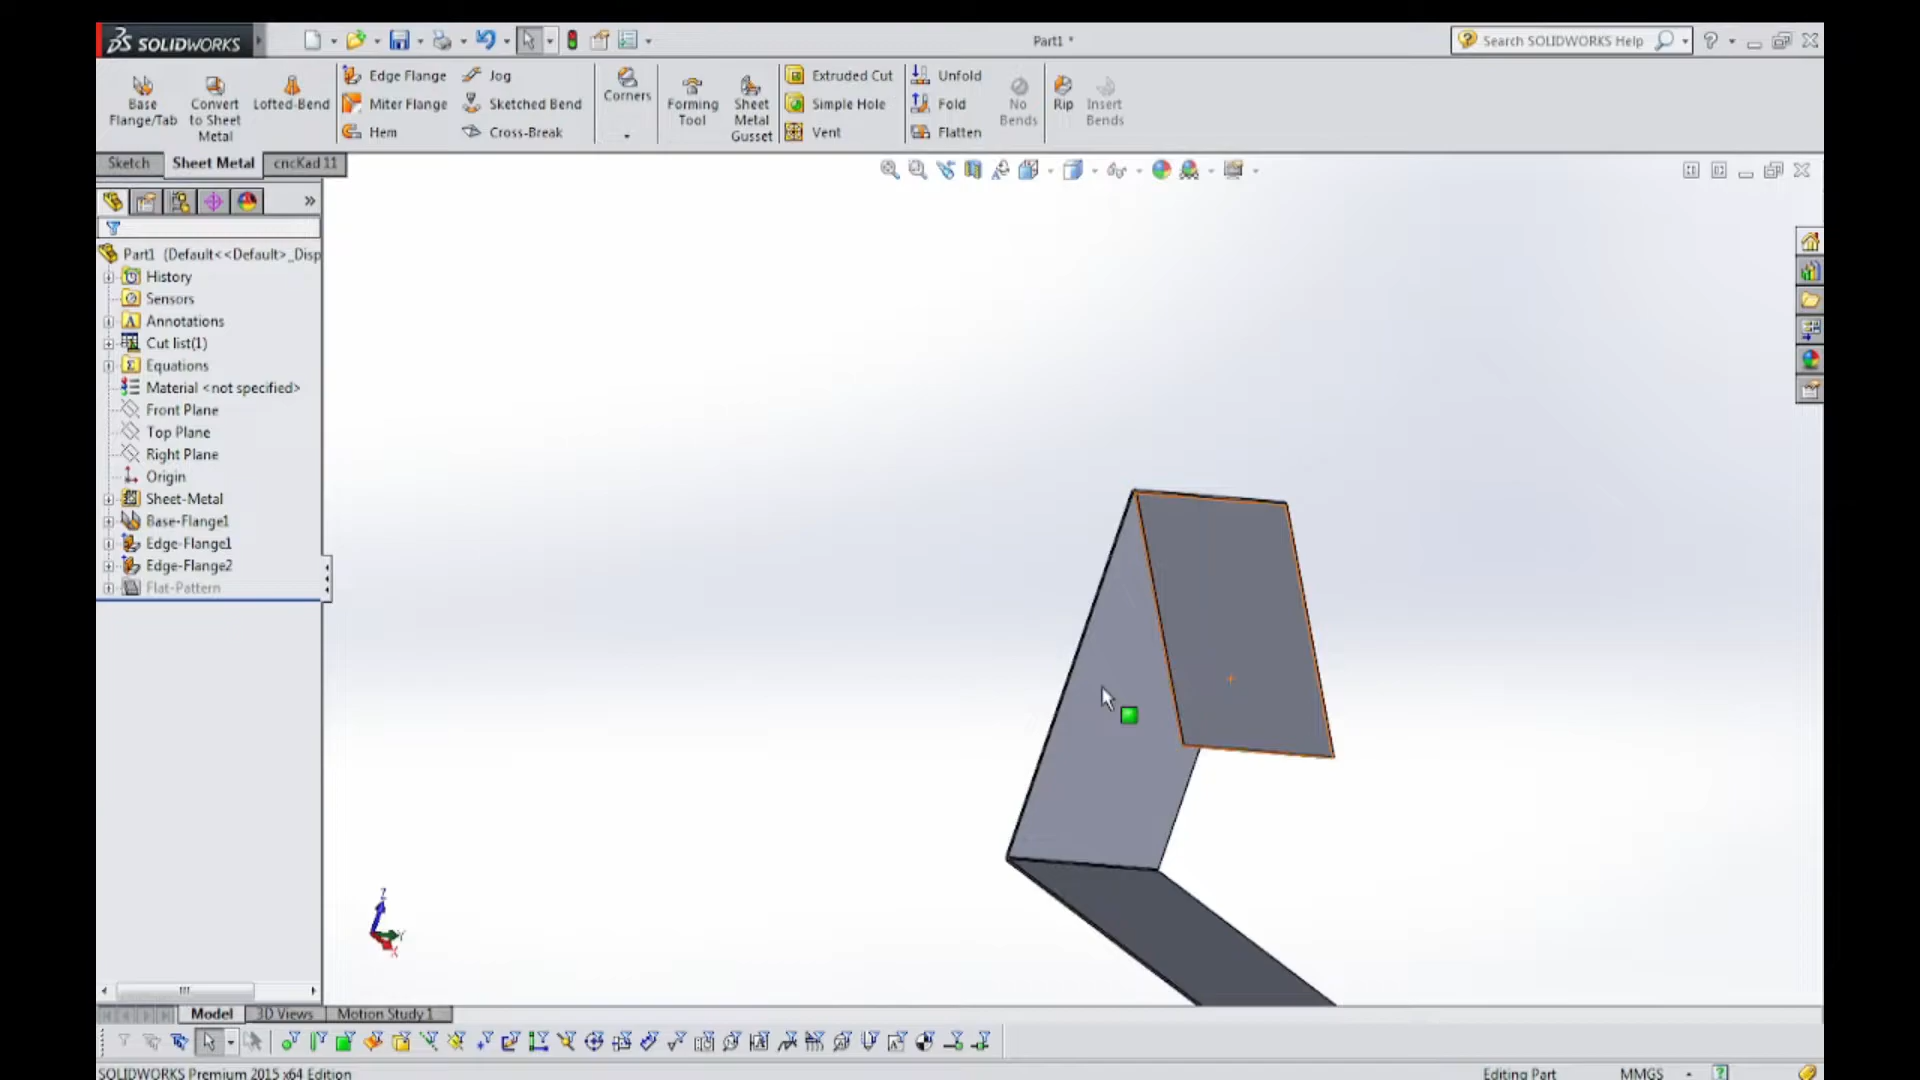 SOLIDWORKS
Part1 *
Search SOLIDWORKS Help
Base Flange/Tab
Convert to Sheet Metal
Lofted-Bend
Edge Flange
Miter Flange
Hem
Jog
Sketched Bend
Cross-Break
Corners
Forming Tool
Sheet Metal Gusset
Extruded Cut
Simple Hole
Vent
Unfold
Fold
Flatten
No Bends
Rip
Insert Bends
Sketch
Sheet Metal
cncKad 11
Part1 (Default<<Default>_Disp
History
Sensors
Annotations
Cut list(1)
Equations
Material <not specified>
Front Plane
Top Plane
Right Plane
Origin
Sheet-Metal
Base-Flange1
Edge-Flange1
Edge-Flange2
Flat-Pattern
Z
Y
X
Model
3D Views
Motion Study 1
SOLIDWORKS Premium 2015 x64 Edition
Editing Part
MMGS